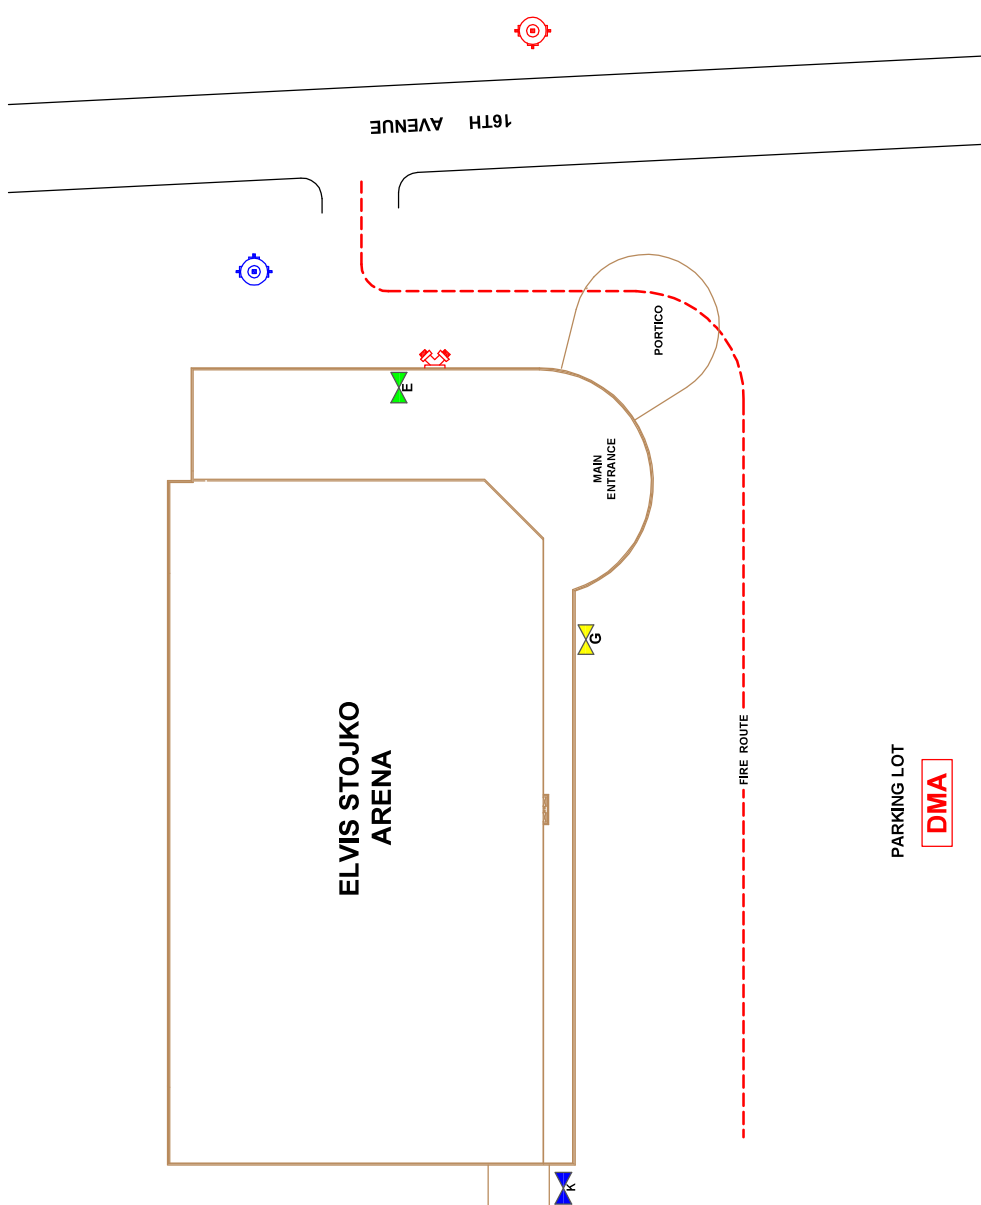 16TH AVENUE
PORTICO
E
MAIN
ENTRANCE
G
ELVIS STOJKO
ARENA
FIRE ROUTE
PARKING LOT
DMA
K